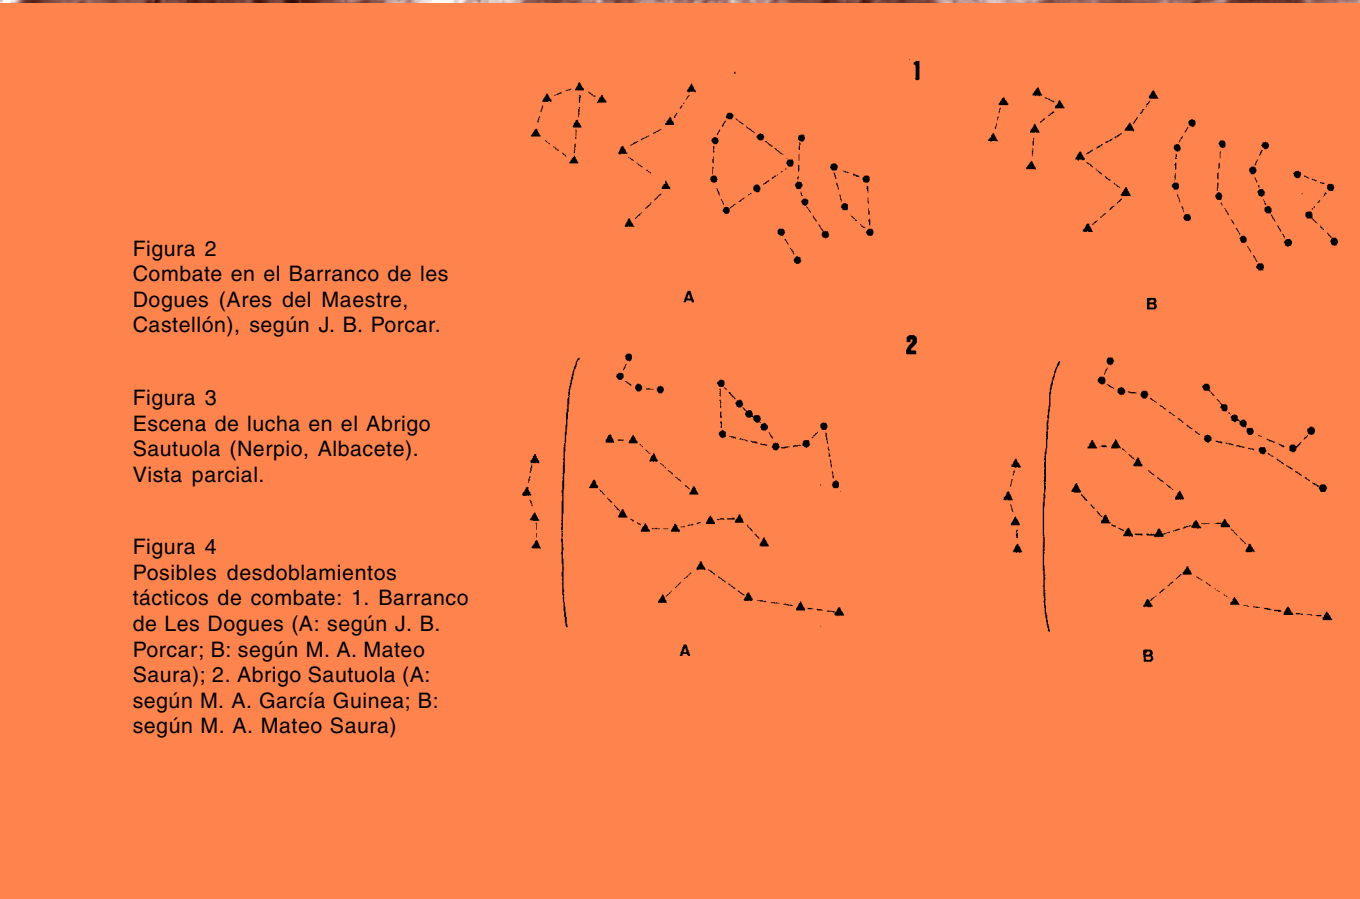 Figura 2
Combate en el Barranco de les
Dogues (Ares del Maestre,
Castellón), según J. B. Porcar.
Figura 3
Escena de lucha en el Abrigo
Sautuola (Nerpio, Albacete).
Vista parcial.
Figura 4
Posibles desdoblamientos
tácticos de combate: 1. Barranco
de Les Dogues (A: según J. B.
Porcar; B: según M. A. Mateo
Saura); 2. Abrigo Sautuola (A:
según M. A. García Guinea; B:
según M. A. Mateo Saura)
1
A
B
2
A
B